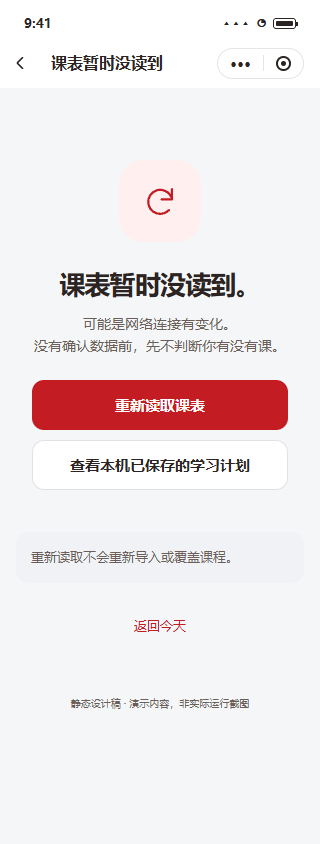 9:41
课表暂时没读到
课表暂时没读到。
可能是网络连接有变化。
没有确认数据前，先不判断你有没有课。
重新读取课表
查看本机已保存的学习计划
重新读取不会重新导入或覆盖课程。
返回今天
静态设计稿 · 演示内容，非实际运行截图